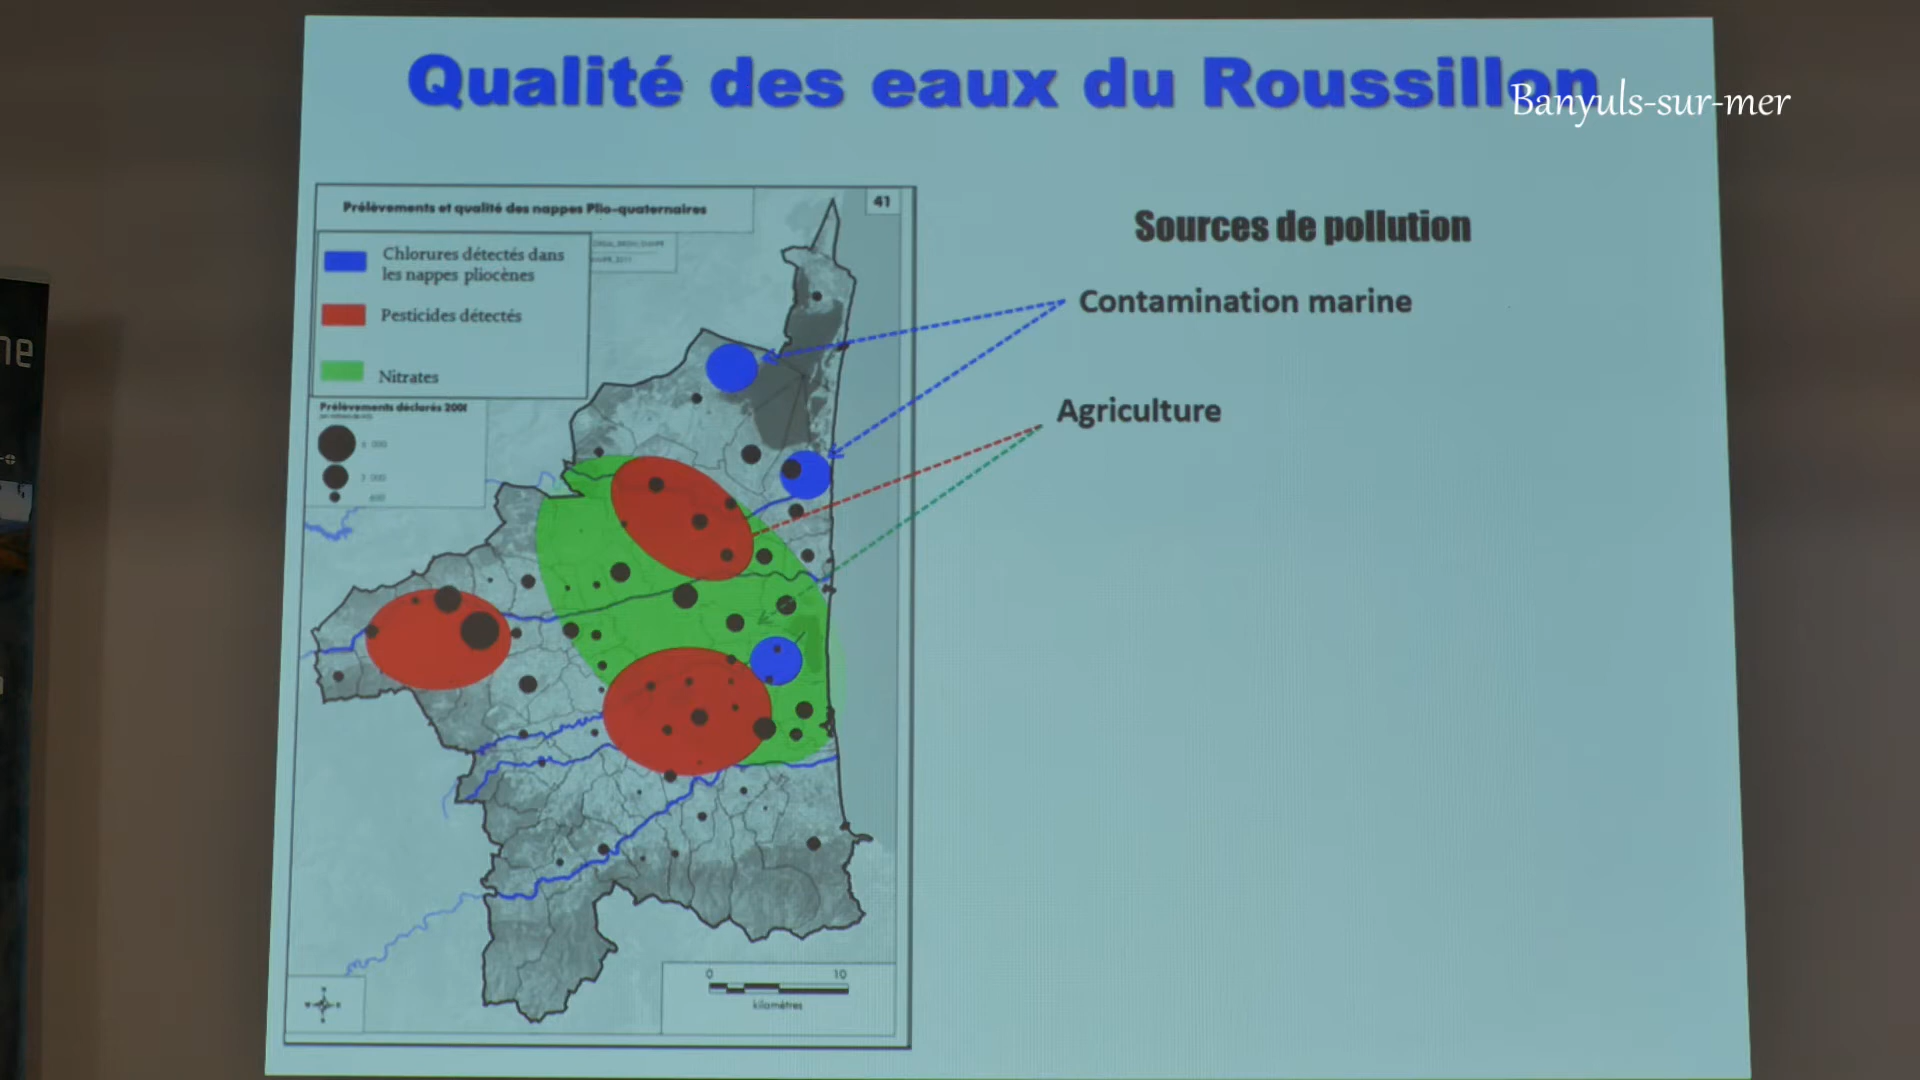 Qualité des eaux du Roussillon
Banyuls-sur-mer
Prélèvements et qualité des nappes Plio-quaternaires
41
Chlorures détectés dans
les nappes pliocènes
Pesticides détectés
Nitrates
Prélèvements déclarés 2008
Sources de pollution
Contamination marine
Agriculture
0 10
kilomètres